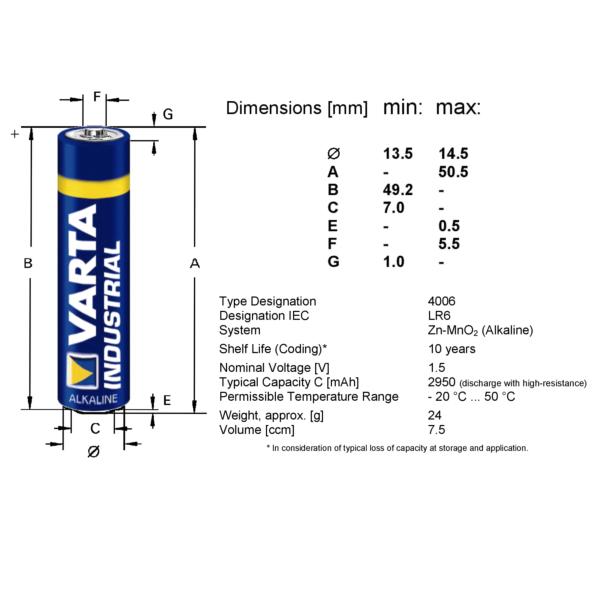 F
G
Dimensions [mm] min: max:
+
Ø 13.5 14.5
A - 50.5
B 49.2 -
C 7.0 -
E - 0.5
F - 5.5
G 1.0 -
B
A
VARTA
INDUSTRIAL
ALKALINE
E
C
Ø
Type Designation 4006
Designation IEC LR6
System Zn-MnO₂ (Alkaline)
Shelf Life (Coding)* 10 years
Nominal Voltage [V] 1.5
Typical Capacity C [mAh] 2950 (discharge with high-resistance)
Permissible Temperature Range - 20 °C ... 50 °C
Weight, approx. [g] 24
Volume [ccm] 7.5
* In consideration of typical loss of capacity at storage and application.